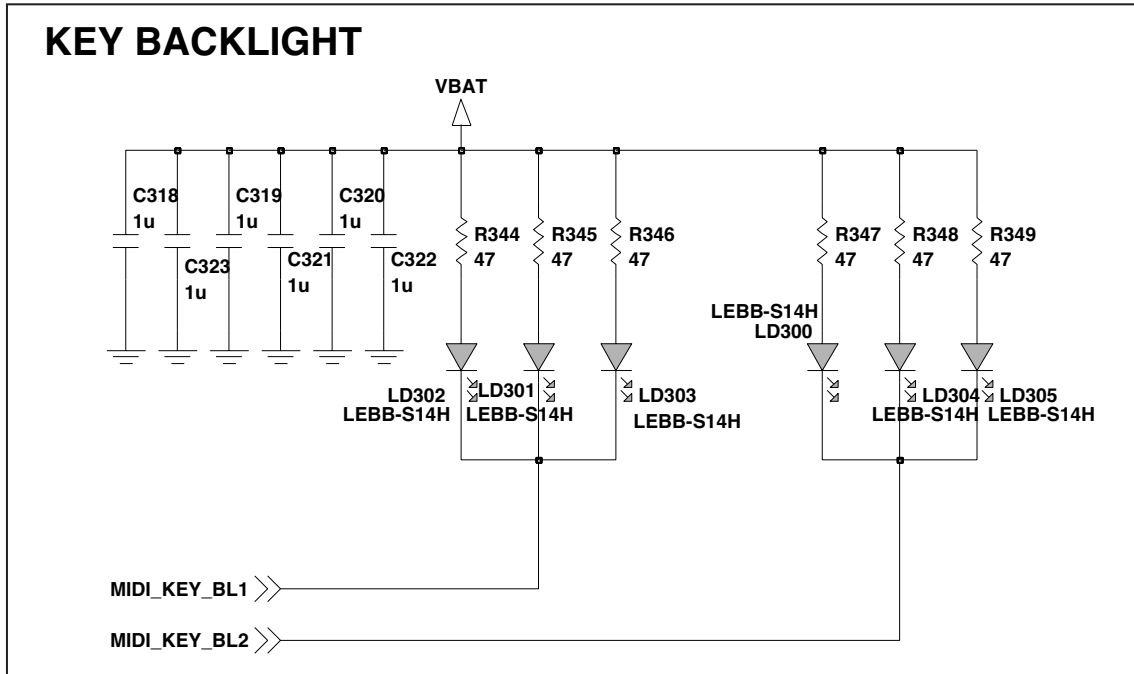 KEY BACKLIGHT
VBAT
C318
1u
C319
1u
C320
1u
C323
1u
C321
1u
C322
1u
R344
47
R345
47
R346
47
R347
47
R348
47
R349
47
LEBB-S14H
LD300
LD302
LEBB-S14H
LD301
LEBB-S14H
LD303
LEBB-S14H
LD304
LEBB-S14H
LD305
LEBB-S14H
MIDI_KEY_BL1
MIDI_KEY_BL2